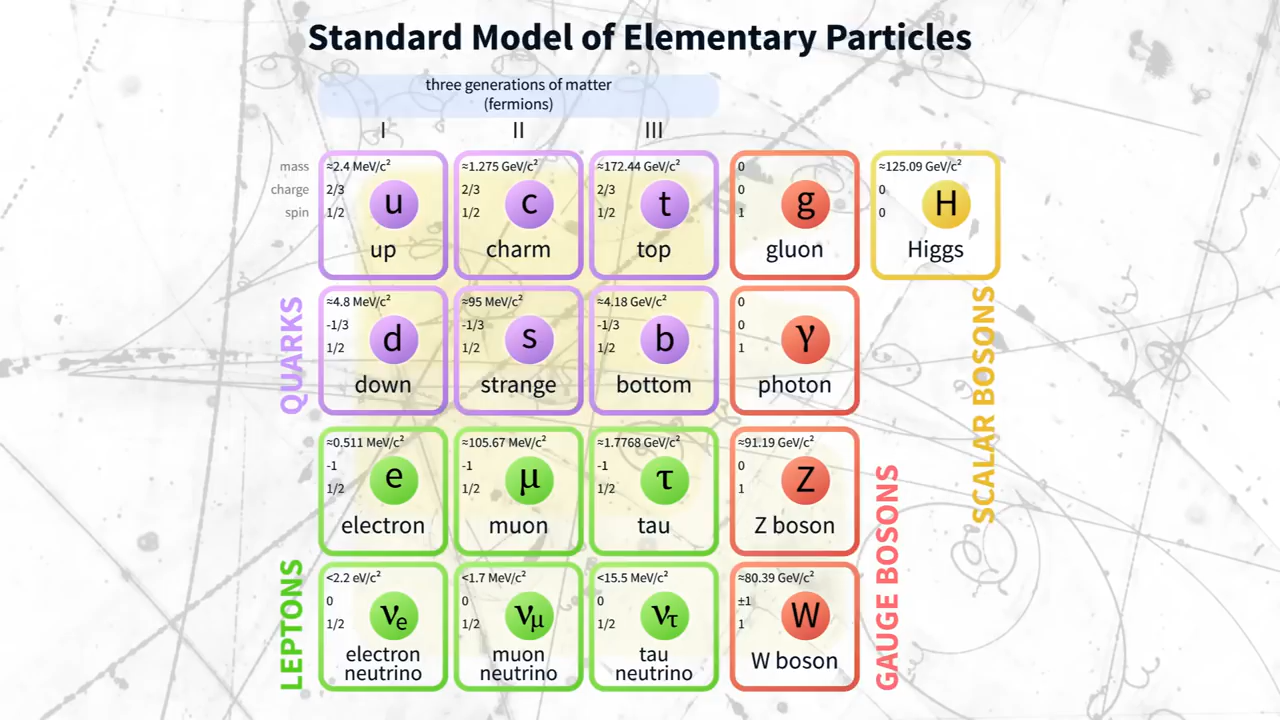 Standard Model of Elementary Particles
three generations of matter
(fermions)
I II III
mass
charge
spin
≈2.4 MeV/c²
2/3
1/2
u
up
≈1.275 GeV/c²
2/3
1/2
c
charm
≈172.44 GeV/c²
2/3
1/2
t
top
0
0
1
g
gluon
≈125.09 GeV/c²
0
0
H
Higgs
QUARKS
≈4.8 MeV/c²
-1/3
1/2
d
down
≈95 MeV/c²
-1/3
1/2
s
strange
≈4.18 GeV/c²
-1/3
1/2
b
bottom
0
0
1
γ
photon
SCALAR BOSONS
≈0.511 MeV/c²
-1
1/2
e
electron
≈105.67 MeV/c²
-1
1/2
μ
muon
≈1.7768 GeV/c²
-1
1/2
τ
tau
≈91.19 GeV/c²
0
1
Z
Z boson
LEPTONS
<2.2 eV/c²
0
1/2
νe
electron
neutrino
<1.7 MeV/c²
0
1/2
νμ
muon
neutrino
<15.5 MeV/c²
0
1/2
ντ
tau
neutrino
≈80.39 GeV/c²
±1
1
W
W boson
GAUGE BOSONS